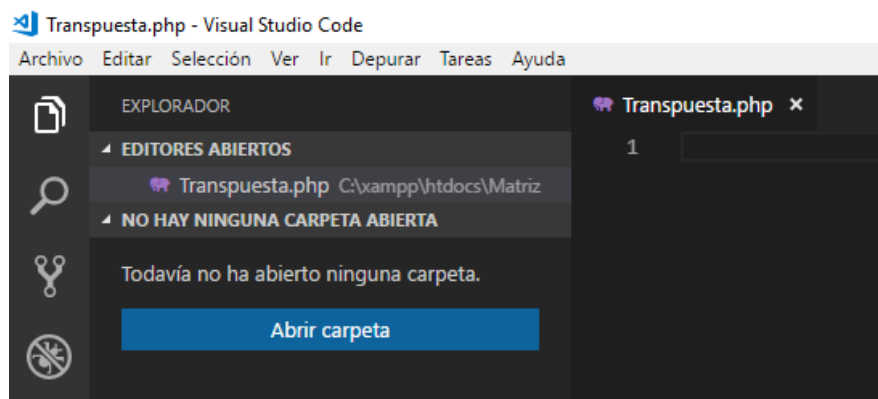 Transpuesta.php - Visual Studio Code
Archivo Editar Selección Ver Ir Depurar Tareas Ayuda
EXPLORADOR
EDITORES ABIERTOS
Transpuesta.php C:\xampp\htdocs\Matriz
NO HAY NINGUNA CARPETA ABIERTA
Todavía no ha abierto ninguna carpeta.
Abrir carpeta
Transpuesta.php ×
1